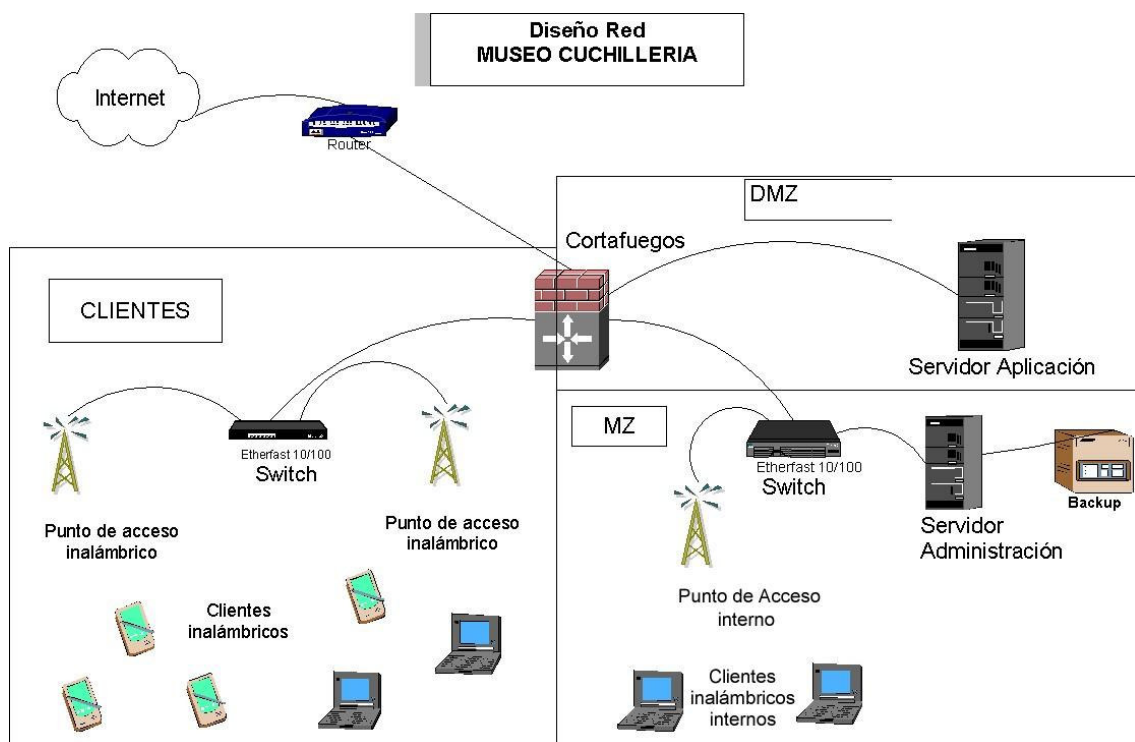 Diseño Red
MUSEO CUCHILLERIA
Internet
Router
DMZ
Cortafuegos
CLIENTES
Servidor Aplicación
MZ
Etherfast 10/100
Switch
Etherfast 10/100
Switch
Backup
Servidor
Administración
Punto de acceso
inalámbrico
Punto de acceso
inalámbrico
Punto de Acceso
interno
Clientes
inalámbricos
Clientes
inalámbricos
internos